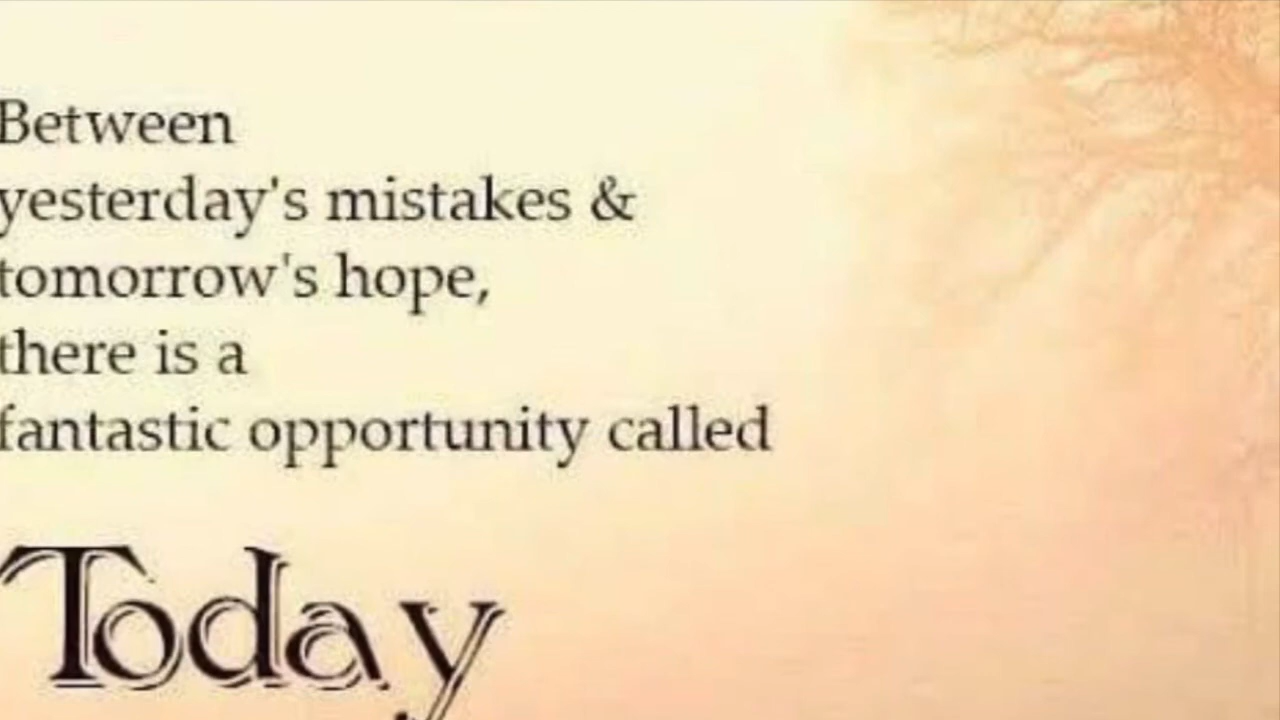 Between
yesterday's mistakes &
tomorrow's hope,
there is a
fantastic opportunity called
Today